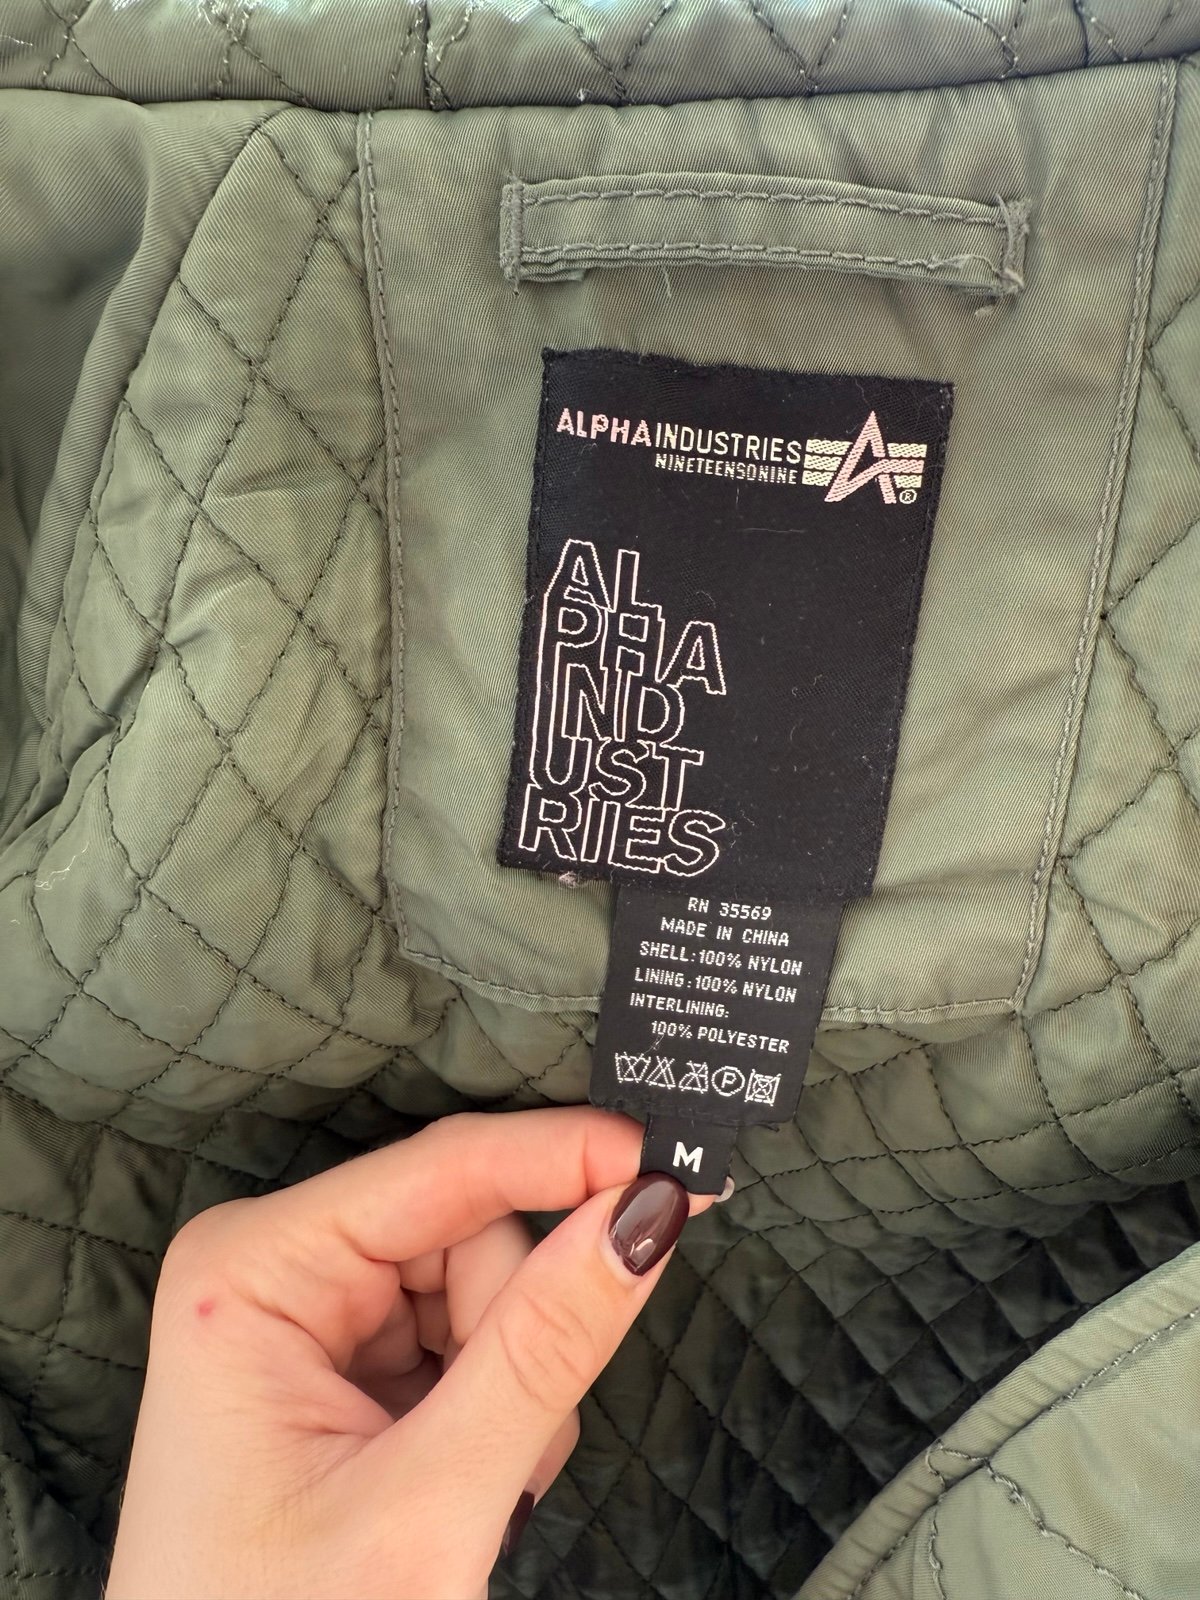 ALPHAINDUSTRIES
NINETEEN5ONINE
®
AL
PHA
IND
UST
RIES
RN 35569
MADE IN CHINA
SHELL:100% NYLON
LINING:100% NYLON
INTERLINING:
100% POLYESTER
P
M